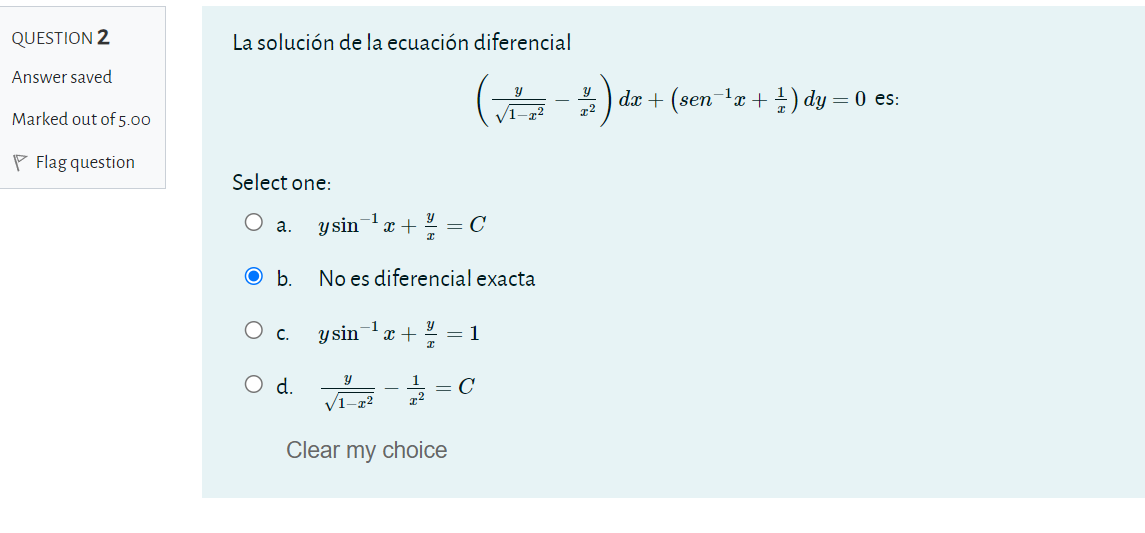 QUESTION 2
Answer saved
Marked out of 5.00
Flag question
La solución de la ecuación diferencial
(y/√(1−x²) − y/x²) dx + (sen⁻¹x + 1/x) dy = 0 es:
Select one:
a. y sin⁻¹ x + y/x = C
b. No es diferencial exacta
c. y sin⁻¹ x + y/x = 1
d. y/√(1−x²) − 1/x² = C
Clear my choice